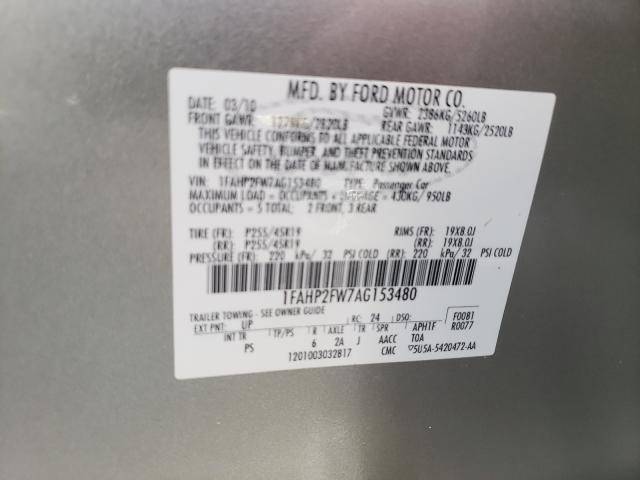 MFD. BY FORD MOTOR CO.
DATE: 03/10 GVWR: 2386KG/5260LB
FRONT GAWR: 1279KG/2820LB REAR GAWR: 1143KG/2520LB
THIS VEHICLE CONFORMS TO ALL APPLICABLE FEDERAL MOTOR
VEHICLE SAFETY, BUMPER, AND THEFT PREVENTION STANDARDS
IN EFFECT ON THE DATE OF MANUFACTURE SHOWN ABOVE.
VIN: 1FAHP2FW7AG153480 TYPE: Passenger Car
MAXIMUM LOAD = OCCUPANTS + LUGGAGE = 430KG/ 950LB
OCCUPANTS = 5 TOTAL: 2 FRONT, 3 REAR
TIRE (FR): P255/45R19 RIMS (FR): 19X8.0J
(RR): P255/45R19 (RR): 19X8.0J
PRESSURE (FR): 220 kPa/ 32 PSI COLD (RR): 220 kPa/ 32 PSI COLD
1FAHP2FW7AG153480
TRAILER TOWING - SEE OWNER GUIDE
EXT PNT: UP RC: 24 DSO: F0081
R0077
INT TR TP/PS R AXLE TR SPR APH1F
PS 6 2A J AACC TOA
1201003032817 CMC ▽5U5A-5420472-AA